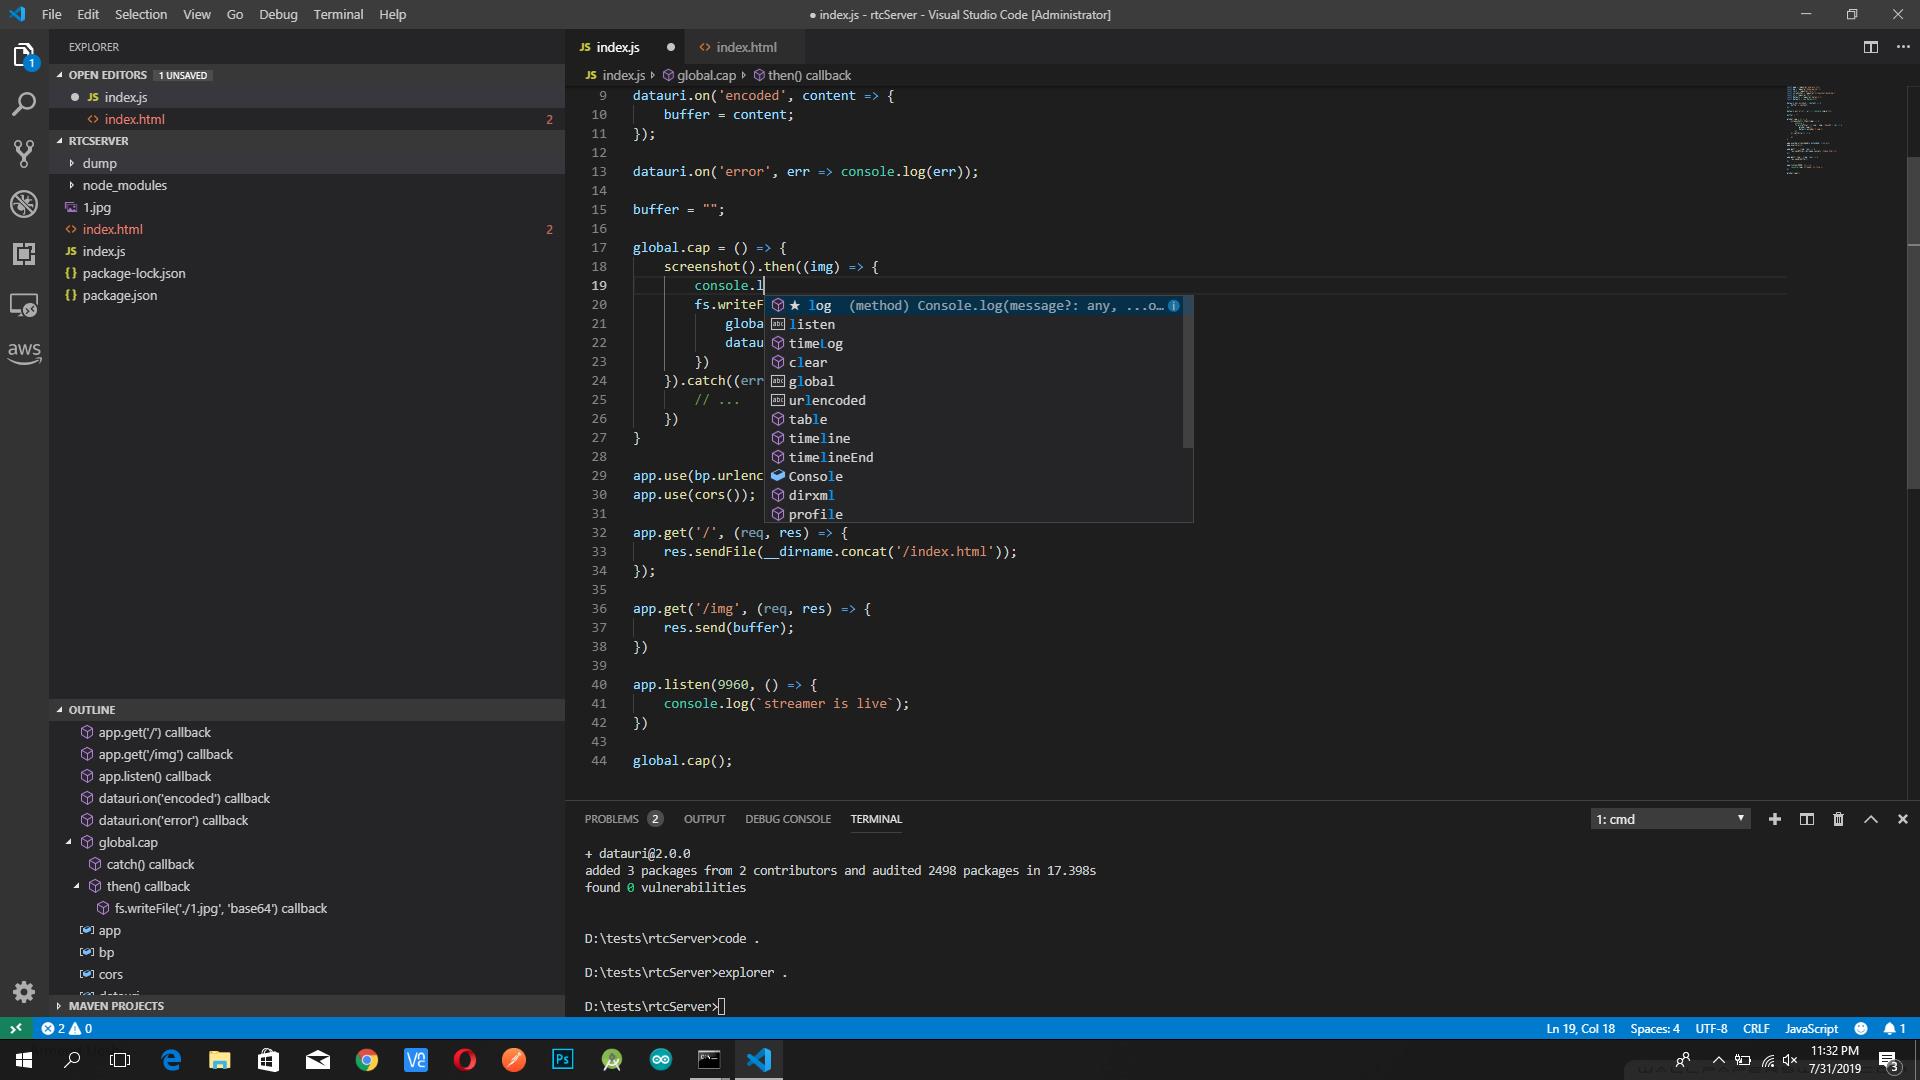 File Edit Selection View Go Debug Terminal Help
● index.js - rtcServer - Visual Studio Code [Administrator]
EXPLORER
OPEN EDITORS 1 UNSAVED
JS index.js
<> index.html 2
RTCSERVER
dump
node_modules
1.jpg
<> index.html 2
JS index.js
{} package-lock.json
{} package.json
OUTLINE
app.get('/') callback
app.get('/img') callback
app.listen() callback
datauri.on('encoded') callback
datauri.on('error') callback
global.cap
catch() callback
then() callback
fs.writeFile('./1.jpg', 'base64') callback
app
bp
cors
MAVEN PROJECTS
1
aws
JS index.js ● <> index.html
JS index.js global.cap then() callback
9 datauri.on('encoded', content => {
10 buffer = content;
11 });
12
13 datauri.on('error', err => console.log(err));
14
15 buffer = "";
16
17 global.cap = () => {
18 screenshot().then((img) => {
19 console.l
20 fs.writeF
21 globa
22 datau
23 })
24 }).catch((err
25 // ...
26 })
27 }
28
29 app.use(bp.urlenc
30 app.use(cors());
31
32 app.get('/', (req, res) => {
33 res.sendFile(__dirname.concat('/index.html'));
34 });
35
36 app.get('/img', (req, res) => {
37 res.send(buffer);
38 })
39
40 app.listen(9960, () => {
41 console.log(`streamer is live`);
42 })
43
44 global.cap();
★ log (method) Console.log(message?: any, ...o…
abc listen
timeLog
clear
abc global
abc urlencoded
table
timeline
timelineEnd
Console
dirxml
profile
PROBLEMS 2 OUTPUT DEBUG CONSOLE TERMINAL 1: cmd
+ datauri@2.0.0
added 3 packages from 2 contributors and audited 2498 packages in 17.398s
found 0 vulnerabilities
D:\tests\rtcServer>code .
D:\tests\rtcServer>explorer .
D:\tests\rtcServer>
2 0 Ln 19, Col 18 Spaces: 4 UTF-8 CRLF JavaScript 1
Ps
11:32 PM
7/31/2019
3